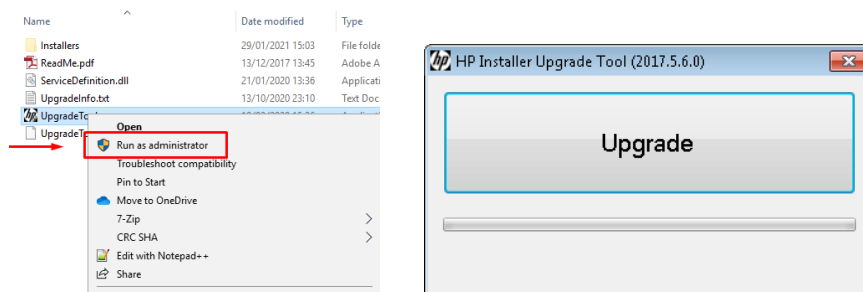 Name Date modified Type
Installers 29/01/2021 15:03 File folde
ReadMe.pdf 13/12/2017 13:45 Adobe A
ServiceDefinition.dll 21/01/2020 13:36 Applicati
UpgradeInfo.txt 13/10/2020 23:10 Text Doc
UpgradeTo
UpgradeTo
Open
Run as administrator
Troubleshoot compatibility
Pin to Start
Move to OneDrive
7-Zip
CRC SHA
Edit with Notepad++
Share
hp HP Installer Upgrade Tool (2017.5.6.0)
Upgrade